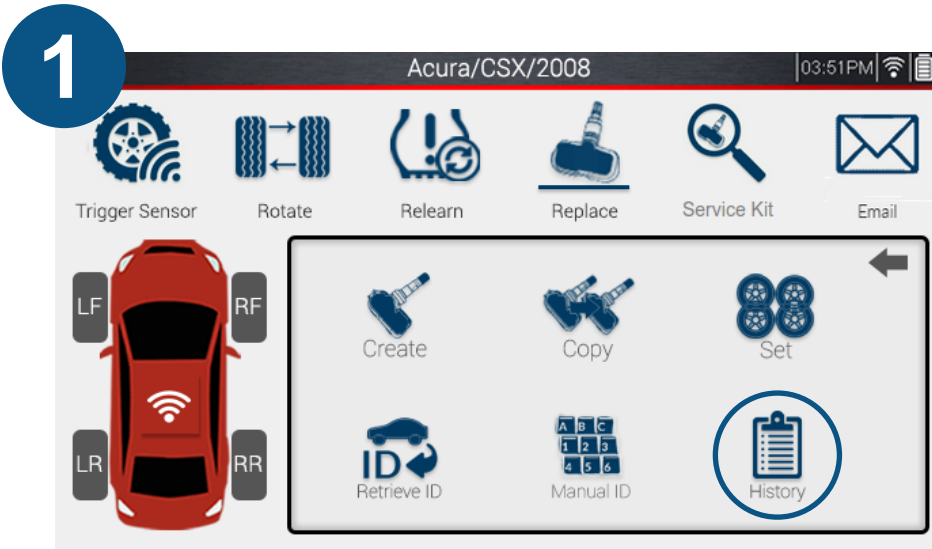 1
Acura/CSX/2008
03:51PM
Trigger Sensor
Rotate
Relearn
Replace
Service Kit
Email
LF
RF
LR
RR
Create
Copy
Set
ID
Retrieve ID
A B C
1 2 3
4 5 6
Manual ID
History